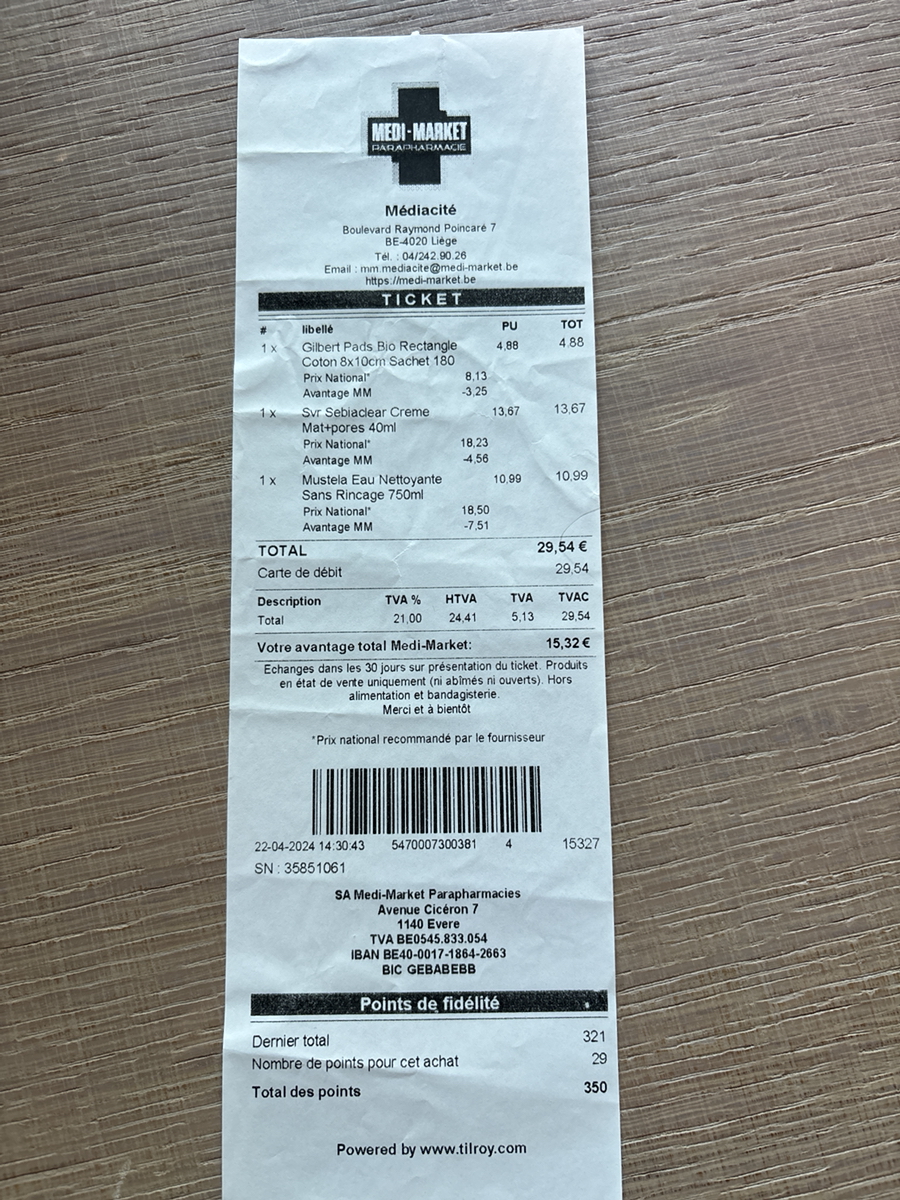 MEDI-MARKET
PARAPHARMACIE
Médiacité
Boulevard Raymond Poincaré 7
BE-4020 Liège
Tél. : 04/242.90.26
Email : mm.mediacite@medi-market.be
https://medi-market.be
TICKET
# libellé PU TOT
1 x Gilbert Pads Bio Rectangle 4,88 4,88
Coton 8x10cm Sachet 180
Prix National* 8,13
Avantage MM -3,25
1 x Svr Sebiaclear Creme 13,67 13,67
Mat+pores 40ml
Prix National* 18,23
Avantage MM -4,56
1 x Mustela Eau Nettoyante 10,99 10,99
Sans Rincage 750ml
Prix National* 18,50
Avantage MM -7,51
TOTAL 29,54 €
Carte de débit 29,54
Description TVA % HTVA TVA TVAC
Total 21,00 24,41 5,13 29,54
Votre avantage total Medi-Market: 15,32 €
Echanges dans les 30 jours sur présentation du ticket. Produits
en état de vente uniquement (ni abîmés ni ouverts). Hors
alimentation et bandagisterie.
Merci et à bientôt
*Prix national recommandé par le fournisseur
22-04-2024 14:30:43 5470007300381 4 15327
SN : 35851061
SA Medi-Market Parapharmacies
Avenue Cicéron 7
1140 Evere
TVA BE0545.833.054
IBAN BE40-0017-1864-2663
BIC GEBABEBB
Points de fidélité
Dernier total 321
Nombre de points pour cet achat 29
Total des points 350
Powered by www.tilroy.com